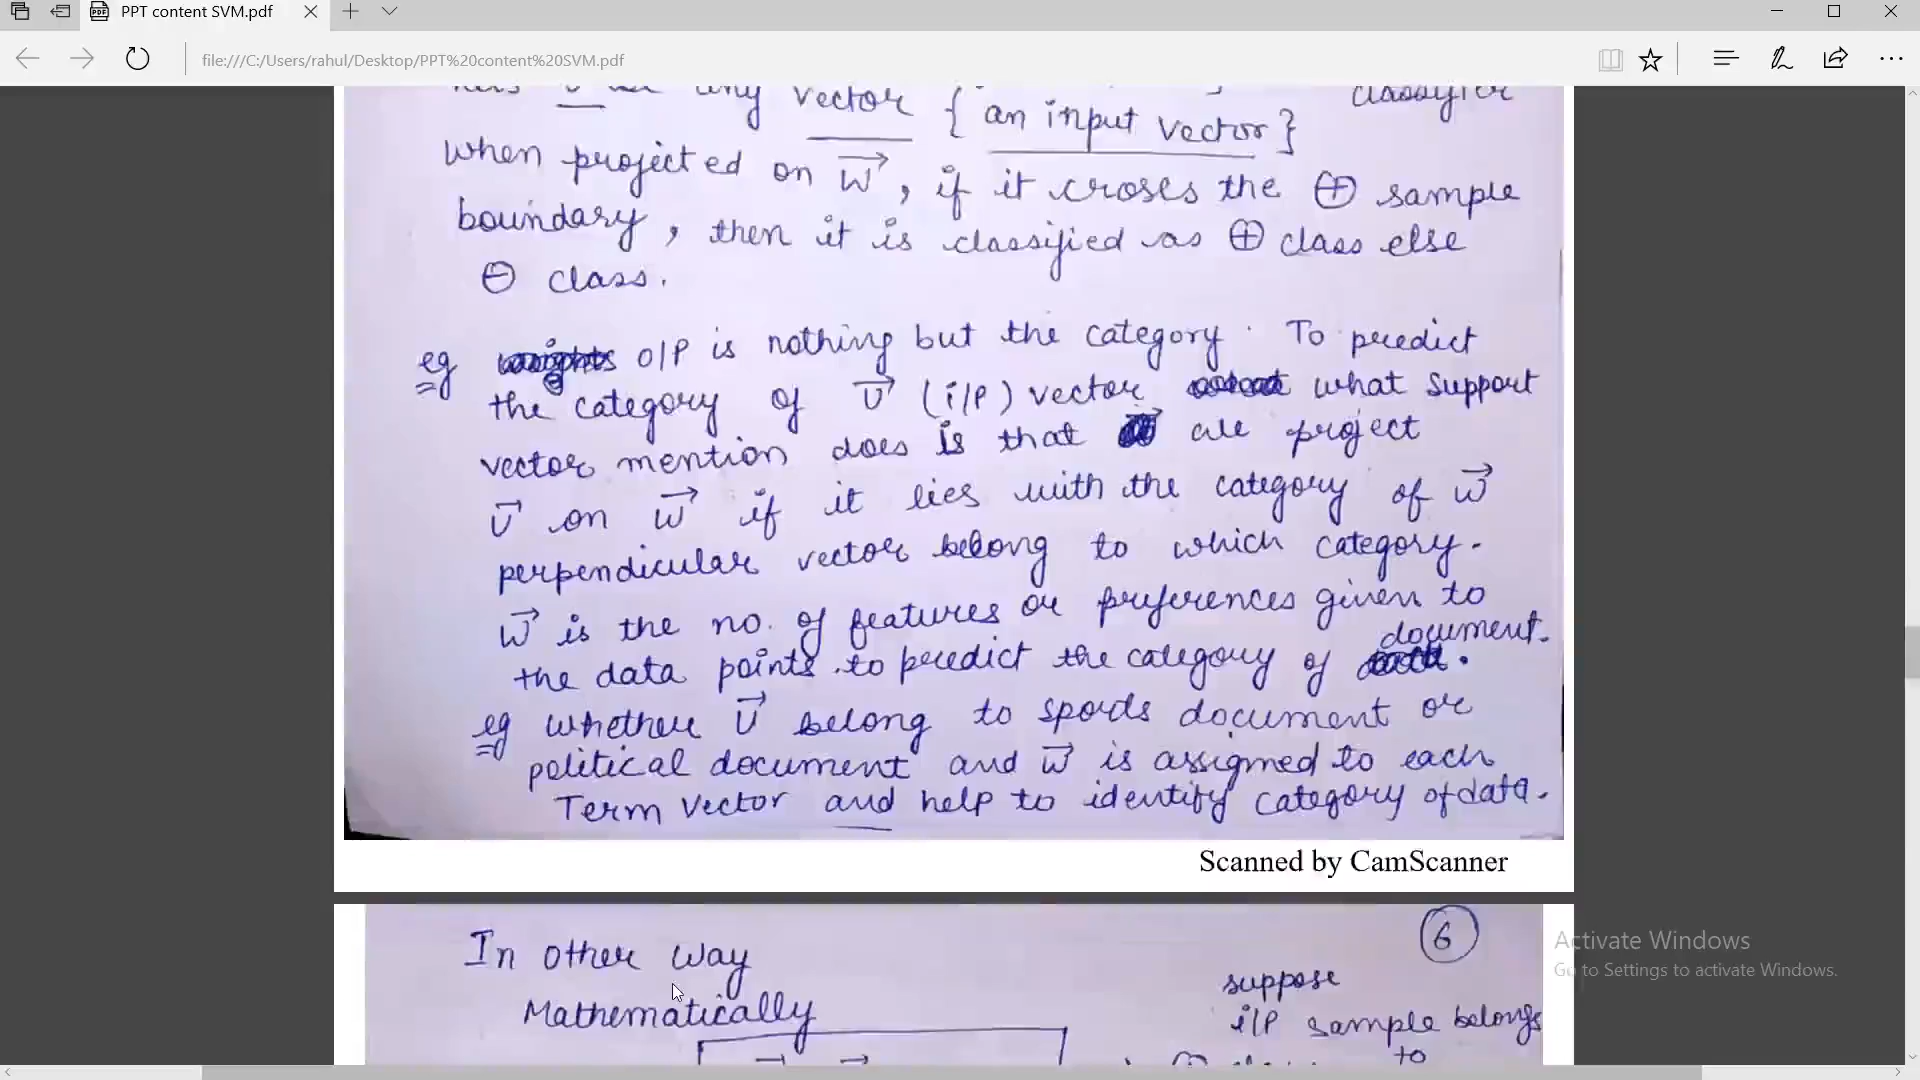 PPT content SVM.pdf
file:///C:/Users/rahul/Desktop/PPT%20content%20SVM.pdf
any vector { an input vector } classifier
when projected on w⃗, if it croses the ⊕ sample
boundary, then it is classified as ⊕ class else
⊖ class.
eg O/P is nothing but the category. To predict
the category of υ⃗ (i/P) vector what support
vector mention does is that we project
υ⃗ on w⃗ if it lies with the category of w⃗
perpendicular vector belong to which category.
w⃗ is the no. of features or preferences given to
the data points to predict the category of document.
eg whether υ⃗ belong to spords document or
political document and w⃗ is assigmed to each
Term vector and help to identify category of data.
Scanned by CamScanner
In other way
6
Mathematically
suppose
i/P sample belongs
to
Activate Windows
Go to Settings to activate Windows.